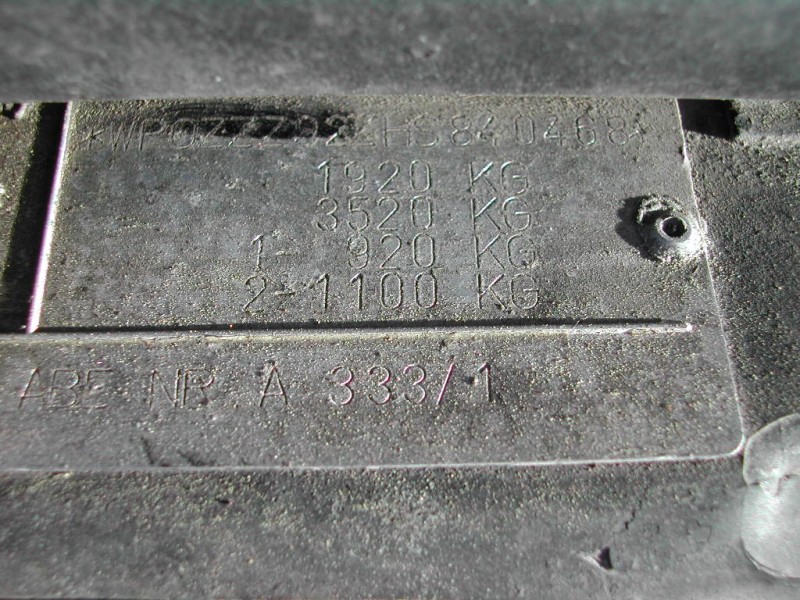 *WP0ZZZ92ZHS840468*
1920 KG
3520 KG
1- 920 KG
2-1100 KG
ABE NR A 333/1